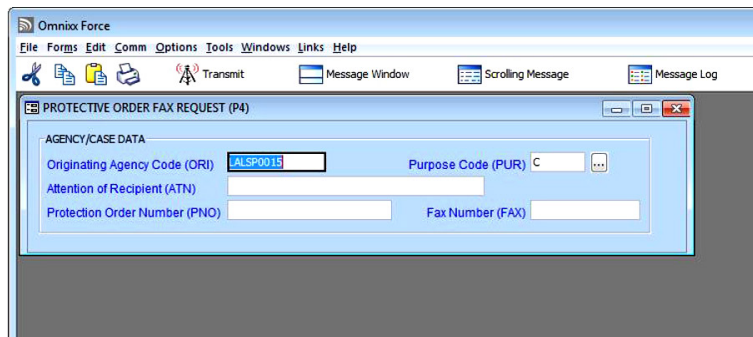 Omnixx Force
File Forms Edit Comm Options Tools Windows Links Help
Transmit Message Window Scrolling Message Message Log
PROTECTIVE ORDER FAX REQUEST (P4)
AGENCY/CASE DATA
Originating Agency Code (ORI) LALSP0015 Purpose Code (PUR) C ...
Attention of Recipient (ATN)
Protection Order Number (PNO) Fax Number (FAX)